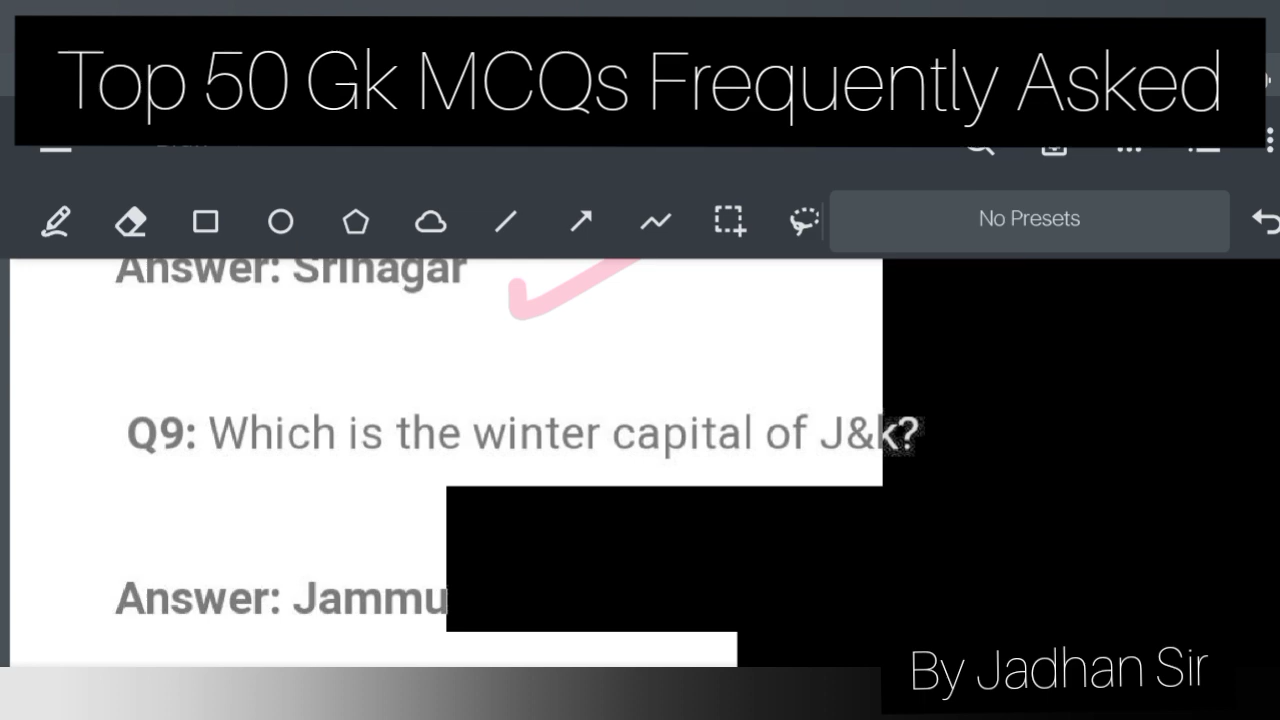 Top 50 Gk MCQs Frequently Asked
No Presets
Answer: Srinagar
Q9: Which is the winter capital of J&k?
Answer: Jammu
By Jadhan Sir